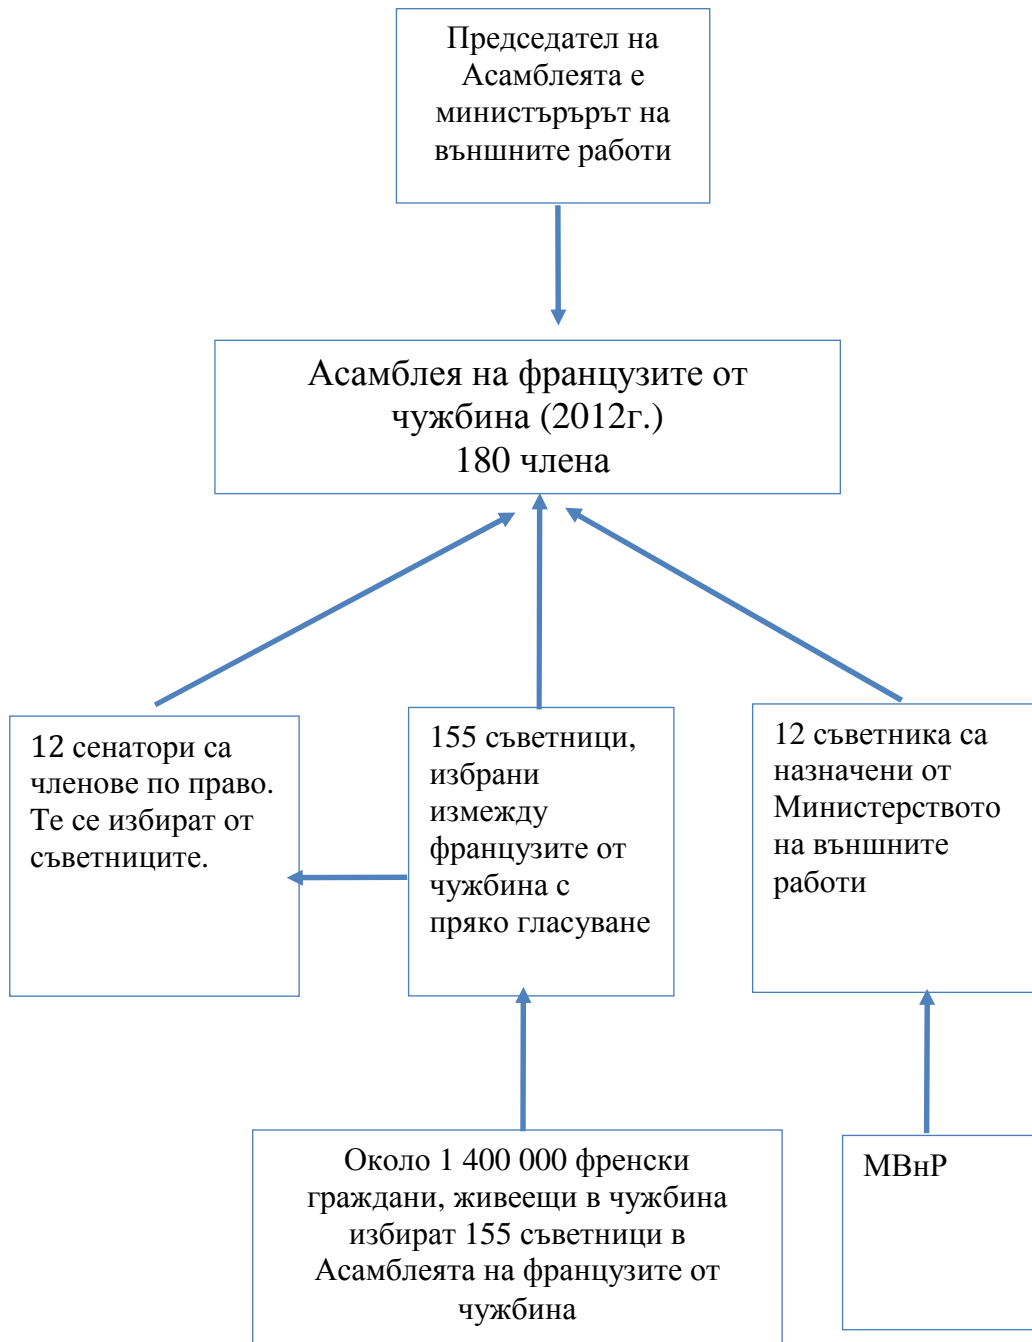 Председател на
Асамблеята е
министърърът на
външните работи
Асамблея на французите от
чужбина (2012г.)
180 члена
12 сенатори са
членове по право.
Те се избират от
съветниците.
155 съветници,
избрани
измежду
французите от
чужбина с
пряко гласуване
12 съветника са
назначени от
Министерството
на външните
работи
Около 1 400 000 френски
граждани, живеещи в чужбина
избират 155 съветници в
Асамблеята на французите от
чужбина
МВнР